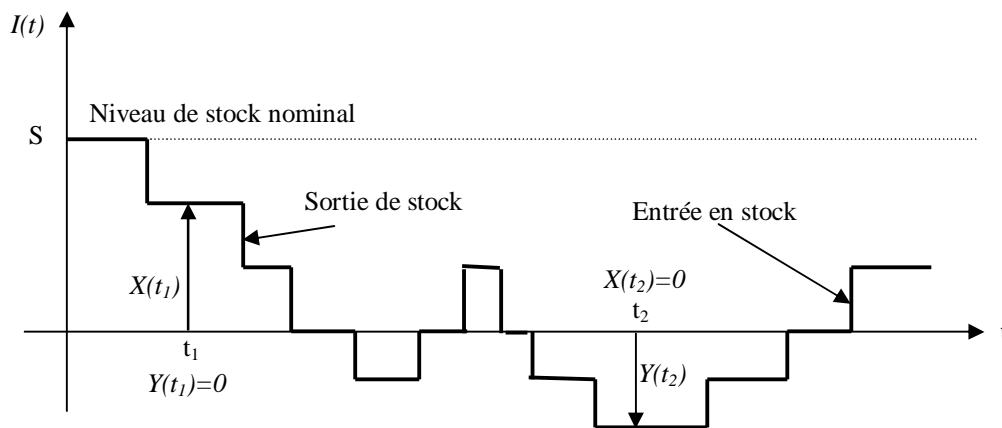 I(t)
Niveau de stock nominal
S
Sortie de stock
Entrée en stock
X(t₁)
X(t₂)=0
t₂
t₁
t
Y(t₁)=0
Y(t₂)